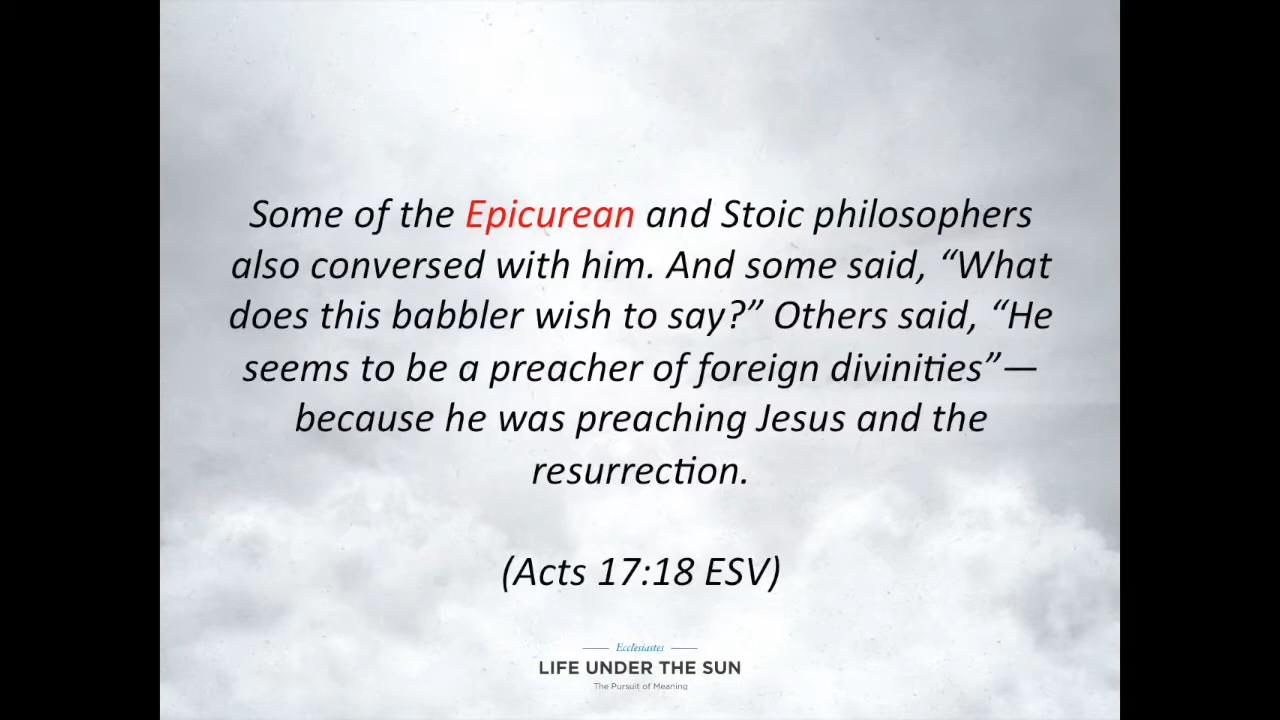 Some of the Epicurean and Stoic philosophers
also conversed with him. And some said, “What
does this babbler wish to say?” Others said, “He
seems to be a preacher of foreign divinities”—
because he was preaching Jesus and the
resurrection.
(Acts 17:18 ESV)
Ecclesiastes
LIFE UNDER THE SUN
The Pursuit of Meaning